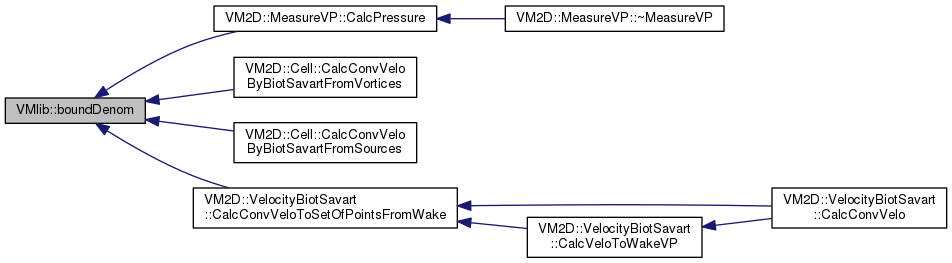 VM2D::MeasureVP::CalcPressure
VM2D::MeasureVP::~MeasureVP
VM2D::Cell::CalcConvVelo
ByBiotSavartFromVortices
VMlib::boundDenom
VM2D::Cell::CalcConvVelo
ByBiotSavartFromSources
VM2D::VelocityBiotSavart
::CalcConvVeloToSetOfPointsFromWake
VM2D::VelocityBiotSavart
::CalcConvVelo
VM2D::VelocityBiotSavart
::CalcVeloToWakeVP